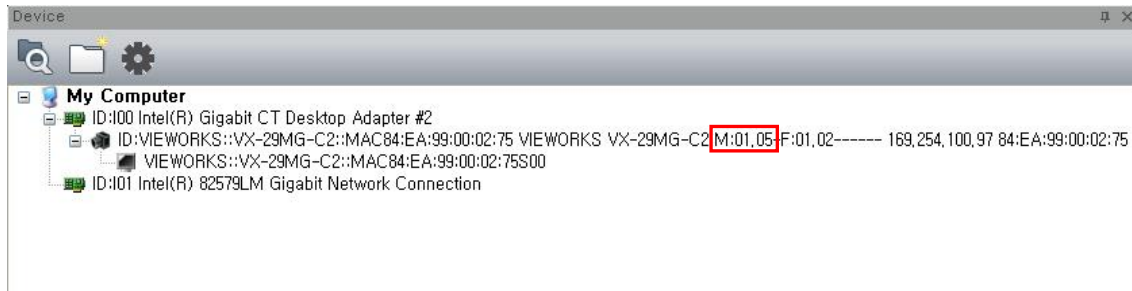 Device
My Computer
ID:I00 Intel(R) Gigabit CT Desktop Adapter #2
ID:VIEWORKS::VX-29MG-C2::MAC84:EA:99:00:02:75 VIEWORKS VX-29MG-C2 M:01,05-F:01,02------ 169,254,100,97 84:EA:99:00:02:75
VIEWORKS::VX-29MG-C2::MAC84:EA:99:00:02:75S00
ID:I01 Intel(R) 82579LM Gigabit Network Connection